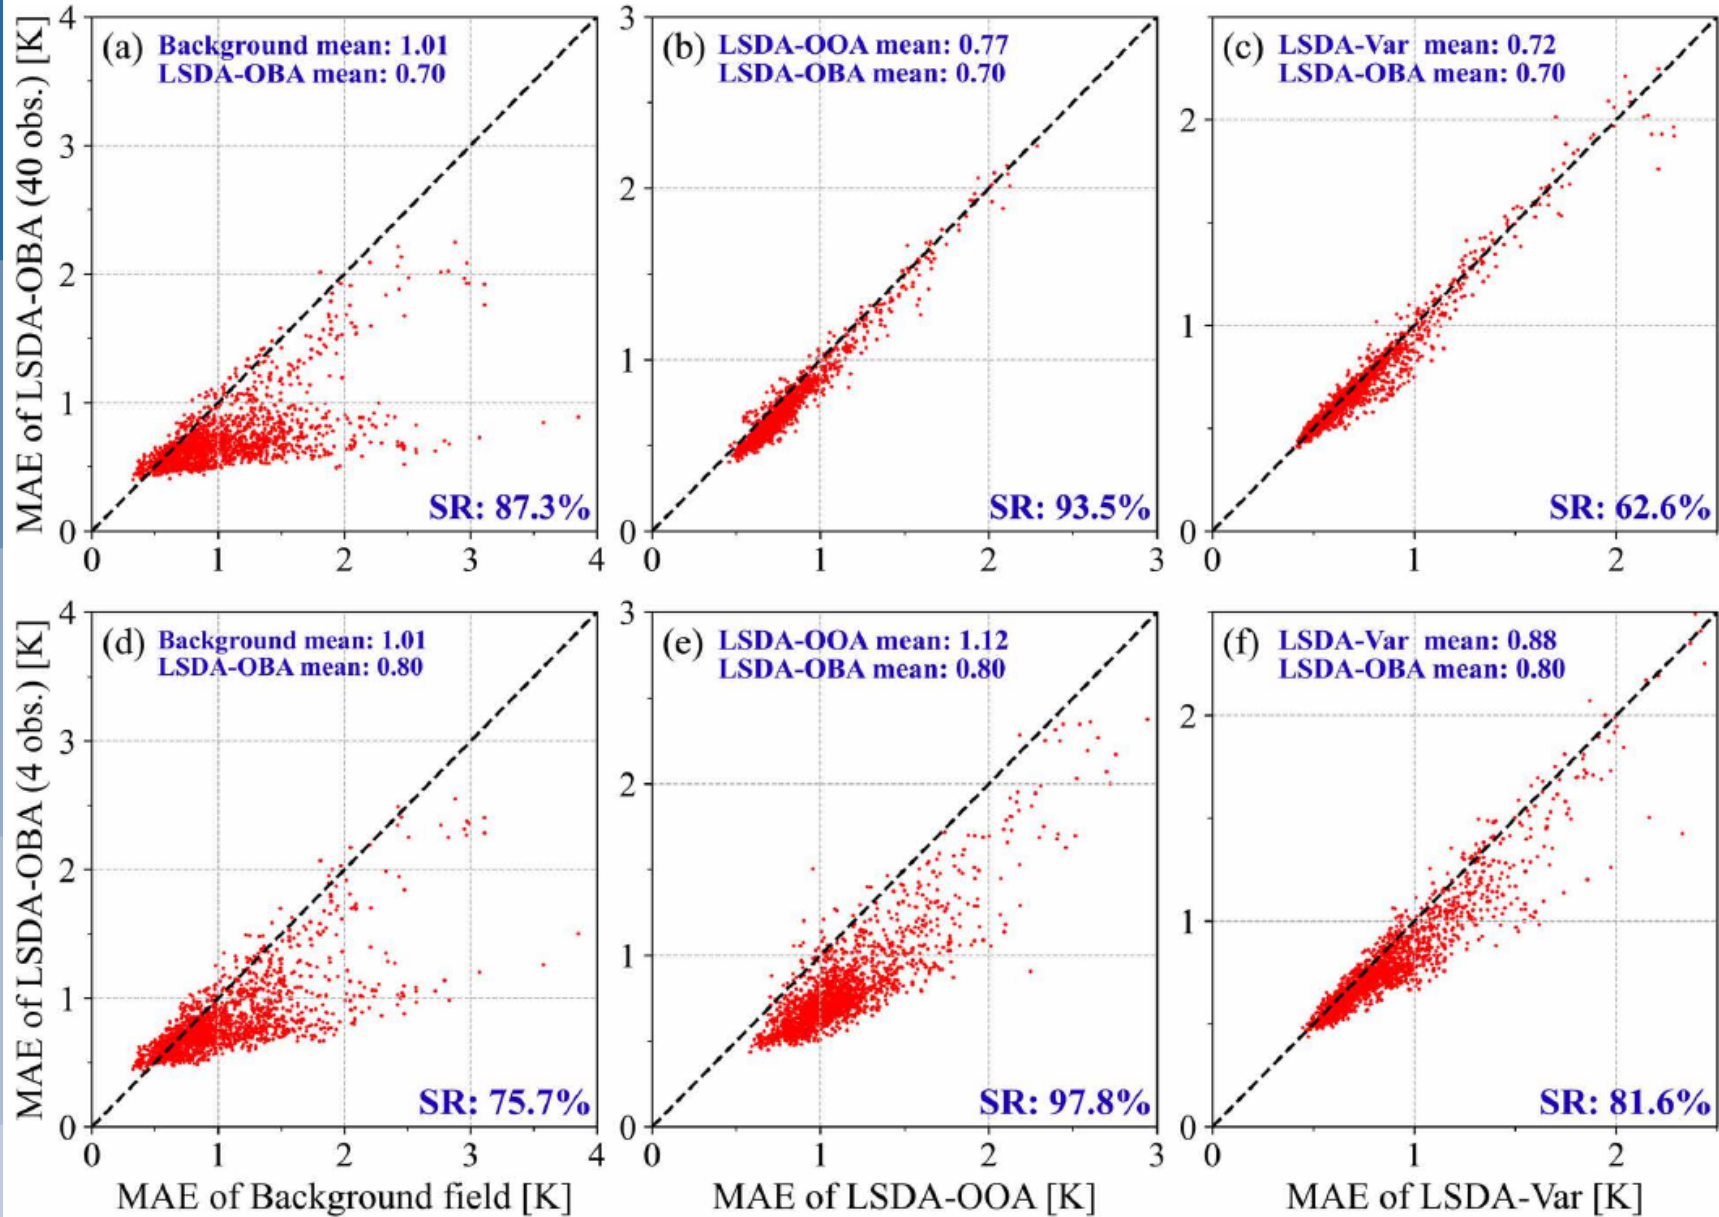 MAE of LSDA-OBA (40 obs.) [K]
4
3
2
1
0
(a)
Background mean: 1.01
LSDA-OBA mean: 0.70
SR: 87.3%
0 1 2 3 4
3
2
1
0
(b)
LSDA-OOA mean: 0.77
LSDA-OBA mean: 0.70
SR: 93.5%
0 1 2 3
2
1
0
(c)
LSDA-Var mean: 0.72
LSDA-OBA mean: 0.70
SR: 62.6%
0 1 2
MAE of LSDA-OBA (4 obs.) [K]
4
3
2
1
0
(d)
Background mean: 1.01
LSDA-OBA mean: 0.80
SR: 75.7%
0 1 2 3 4
MAE of Background field [K]
3
2
1
0
(e)
LSDA-OOA mean: 1.12
LSDA-OBA mean: 0.80
SR: 97.8%
0 1 2 3
MAE of LSDA-OOA [K]
2
1
0
(f)
LSDA-Var mean: 0.88
LSDA-OBA mean: 0.80
SR: 81.6%
0 1 2
MAE of LSDA-Var [K]